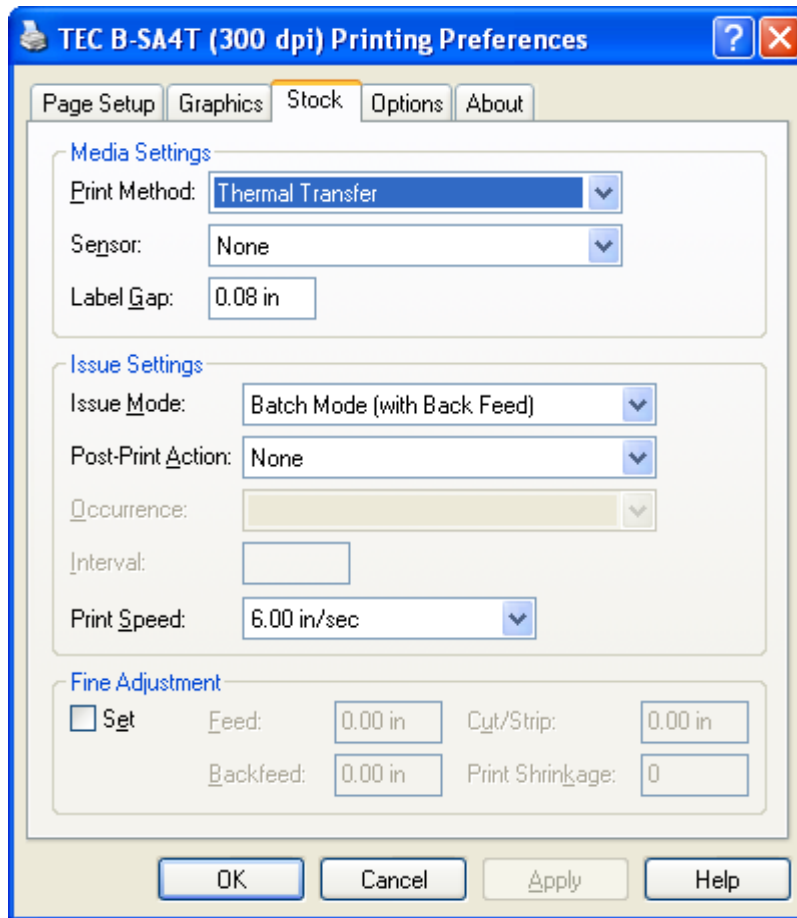 TEC B-SA4T (300 dpi) Printing Preferences
Page Setup Graphics Stock Options About
Media Settings
Print Method: Thermal Transfer
Sensor: None
Label Gap: 0.08 in
Issue Settings
Issue Mode: Batch Mode (with Back Feed)
Post-Print Action: None
Occurrence:
Interval:
Print Speed: 6.00 in/sec
Fine Adjustment
Set Feed: 0.00 in Cut/Strip: 0.00 in
Backfeed: 0.00 in Print Shrinkage: 0
OK Cancel Apply Help